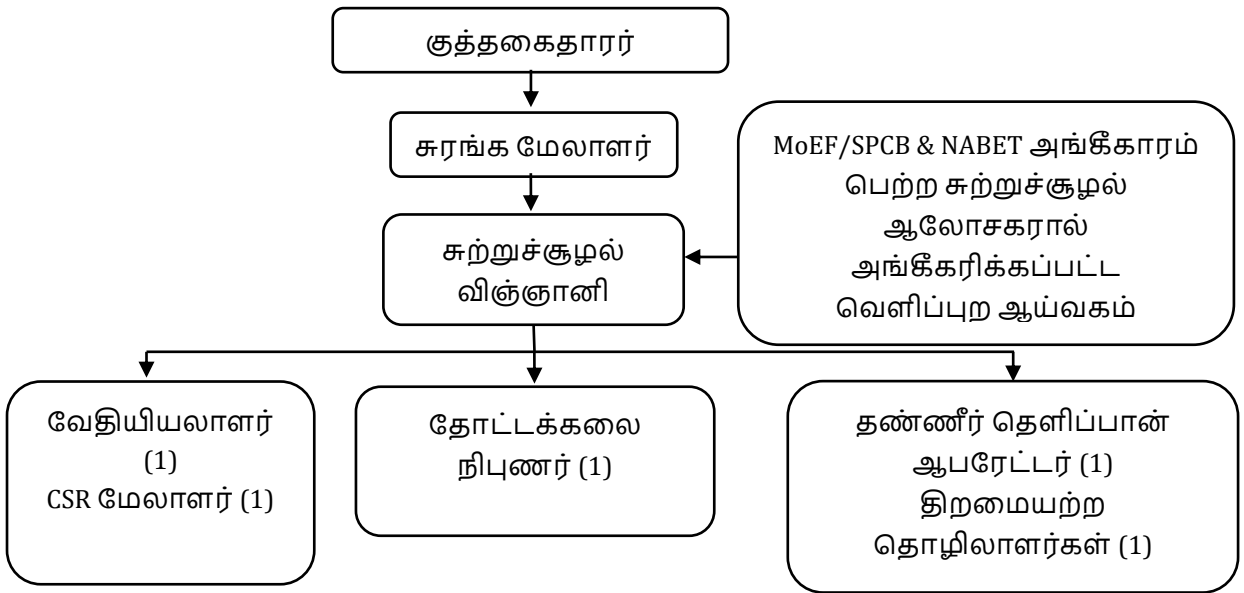 குத்தகைதாரர்
சுரங்க மேலாளர்
MoEF/SPCB & NABET அங்கீகாரம்
பெற்ற சுற்றுச்சூழல்
ஆலோசகரால்
அங்கீகரிக்கப்பட்ட
வெளிப்புற ஆய்வகம்
சுற்றுச்சூழல்
விஞ்ஞானி
வேதியியலாளர்
(1)
CSR மேலாளர் (1)
தோட்டக்கலை
நிபுணர் (1)
தண்ணீர் தெளிப்பான்
ஆபரேட்டர் (1)
திறமையற்ற
தொழிலாளர்கள் (1)